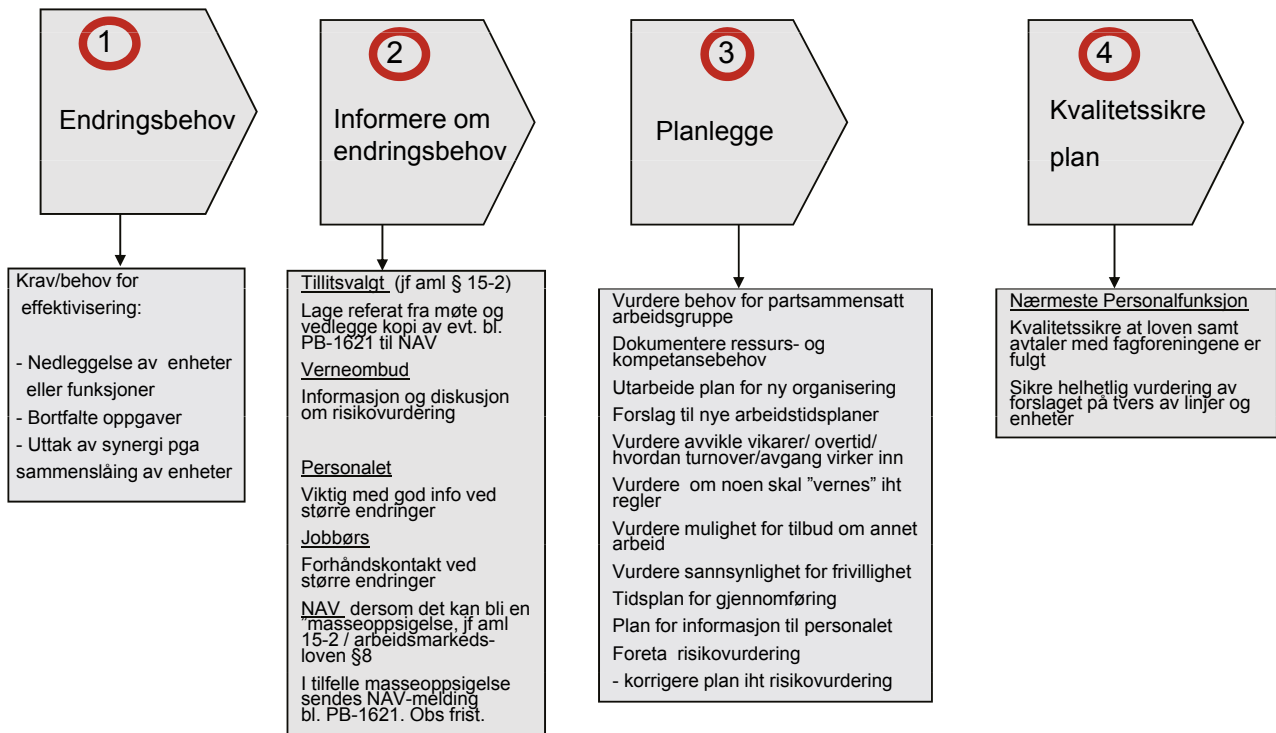 1
Endringsbehov
Krav/behov for
effektivisering:
- Nedleggelse av enheter
eller funksjoner
- Bortfalte oppgaver
- Uttak av synergi pga
sammenslåing av enheter
2
Informere om
endringsbehov
Tillitsvalgt (jf aml § 15-2)
Lage referat fra møte og
vedlegge kopi av evt. bl.
PB-1621 til NAV
Verneombud
Informasjon og diskusjon
om risikovurdering
Personalet
Viktig med god info ved
større endringer
Jobbørs
Forhåndskontakt ved
større endringer
NAV dersom det kan bli en
"masseoppsigelse, jf aml
15-2 / arbeidsmarkeds-
loven §8
I tilfelle masseoppsigelse
sendes NAV-melding
bl. PB-1621. Obs frist.
3
Planlegge
Vurdere behov for partsammensatt
arbeidsgruppe
Dokumentere ressurs- og
kompetansebehov
Utarbeide plan for ny organisering
Forslag til nye arbeidstidsplaner
Vurdere avvikle vikarer/ overtid/
hvordan turnover/avgang virker inn
Vurdere om noen skal "vernes" iht
regler
Vurdere mulighet for tilbud om annet
arbeid
Vurdere sannsynlighet for frivillighet
Tidsplan for gjennomføring
Plan for informasjon til personalet
Foreta risikovurdering
- korrigere plan iht risikovurdering
4
Kvalitetssikre
plan
Nærmeste Personalfunksjon
Kvalitetssikre at loven samt
avtaler med fagforeningene er
fulgt
Sikre helhetlig vurdering av
forslaget på tvers av linjer og
enheter